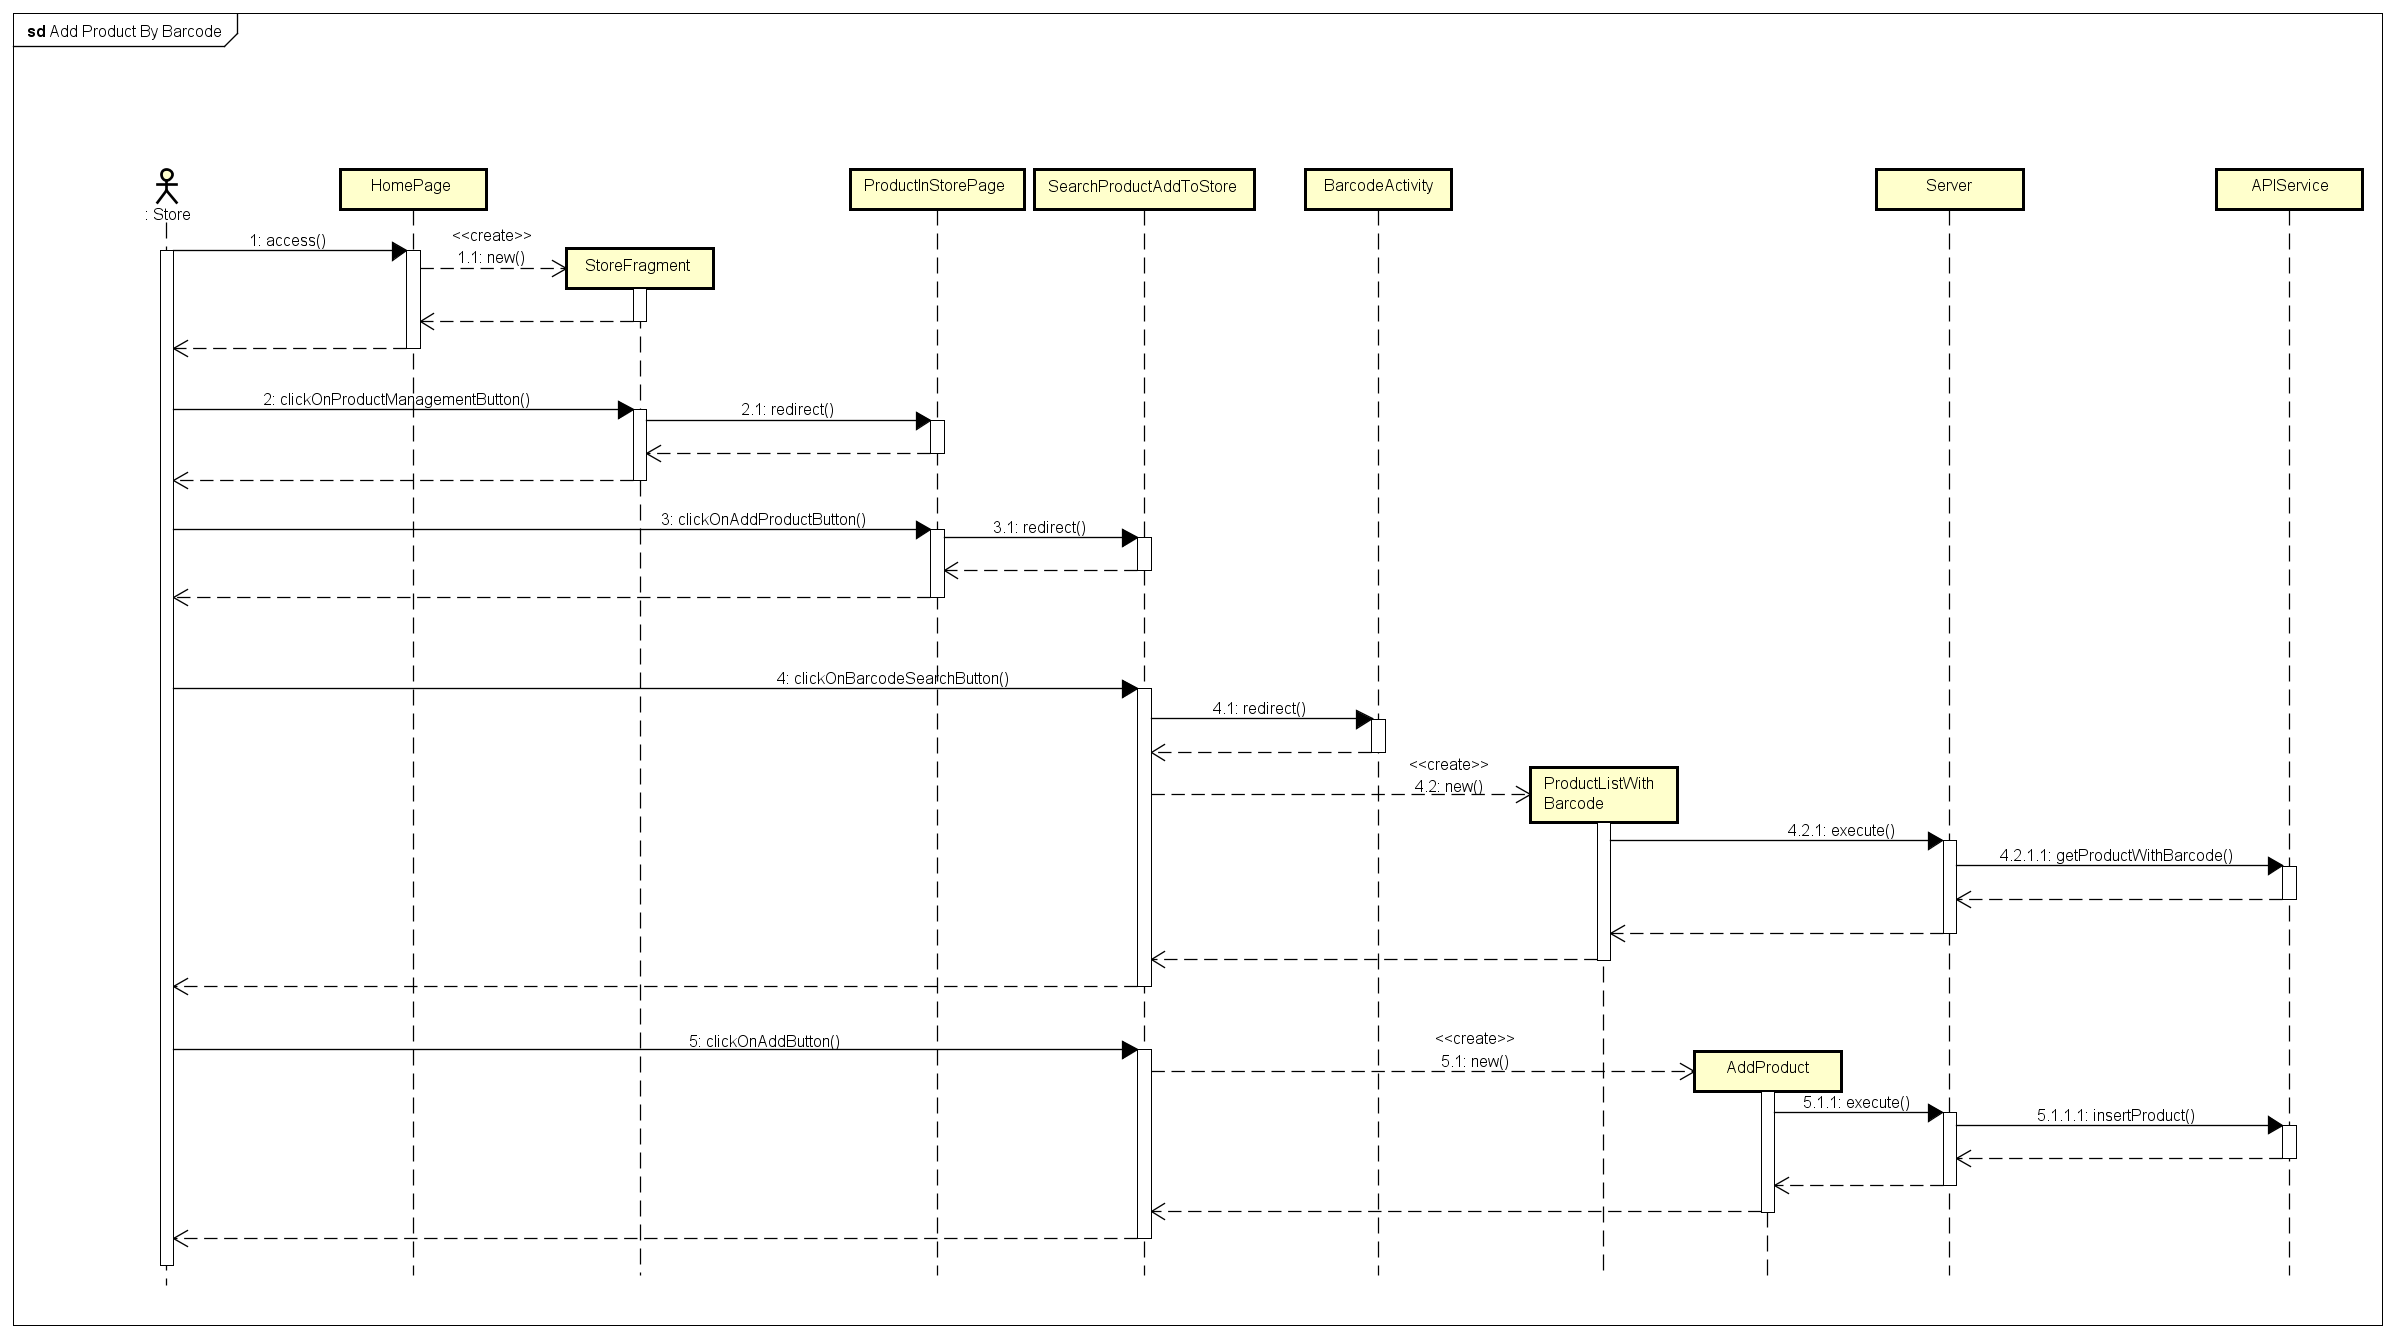 sd Add Product By Barcode
: Store
HomePage
ProductInStorePage
SearchProductAddToStore
BarcodeActivity
Server
APIService
1: access()
<<create>>
1.1: new()
StoreFragment
2: clickOnProductManagementButton()
2.1: redirect()
3: clickOnAddProductButton()
3.1: redirect()
4: clickOnBarcodeSearchButton()
4.1: redirect()
<<create>>
4.2: new()
ProductListWith
Barcode
4.2.1: execute()
4.2.1.1: getProductWithBarcode()
5: clickOnAddButton()
<<create>>
5.1: new()
AddProduct
5.1.1: execute()
5.1.1.1: insertProduct()